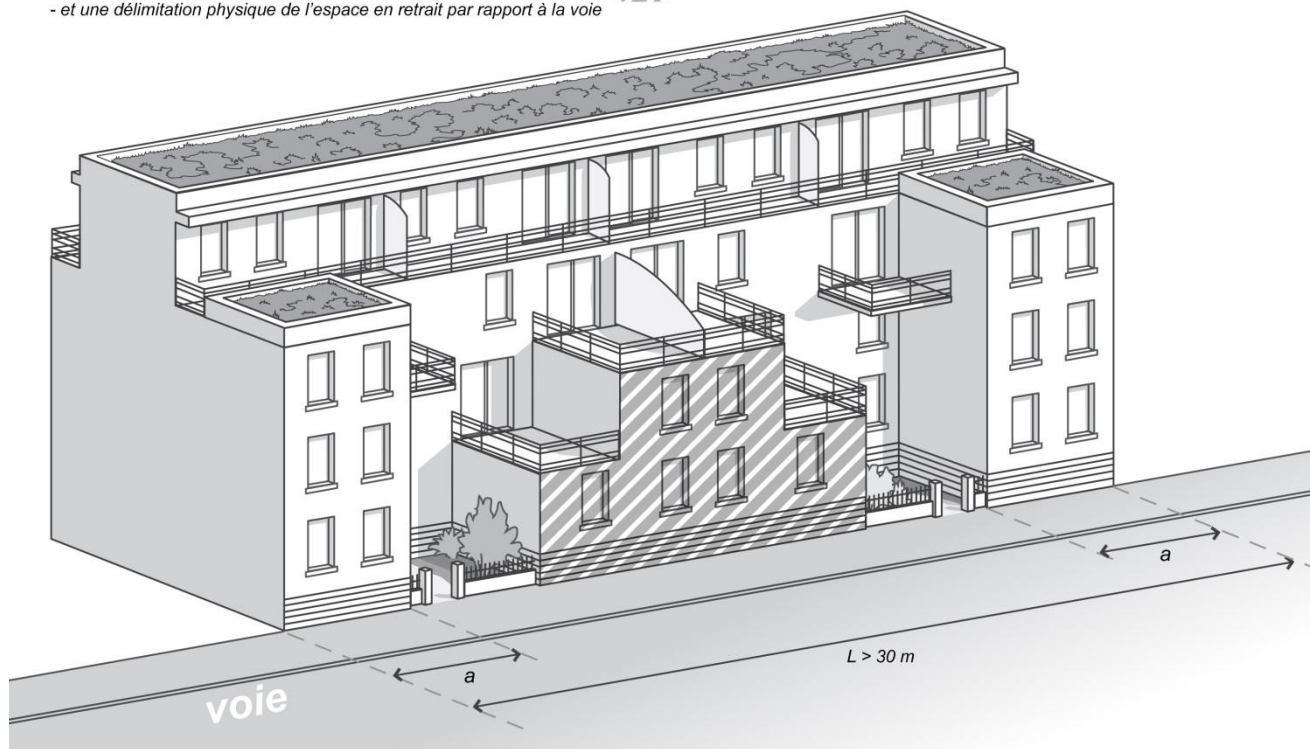 - et une délimitation physique de l'espace en retrait par rapport à la voie
a
a
L > 30 m
voie